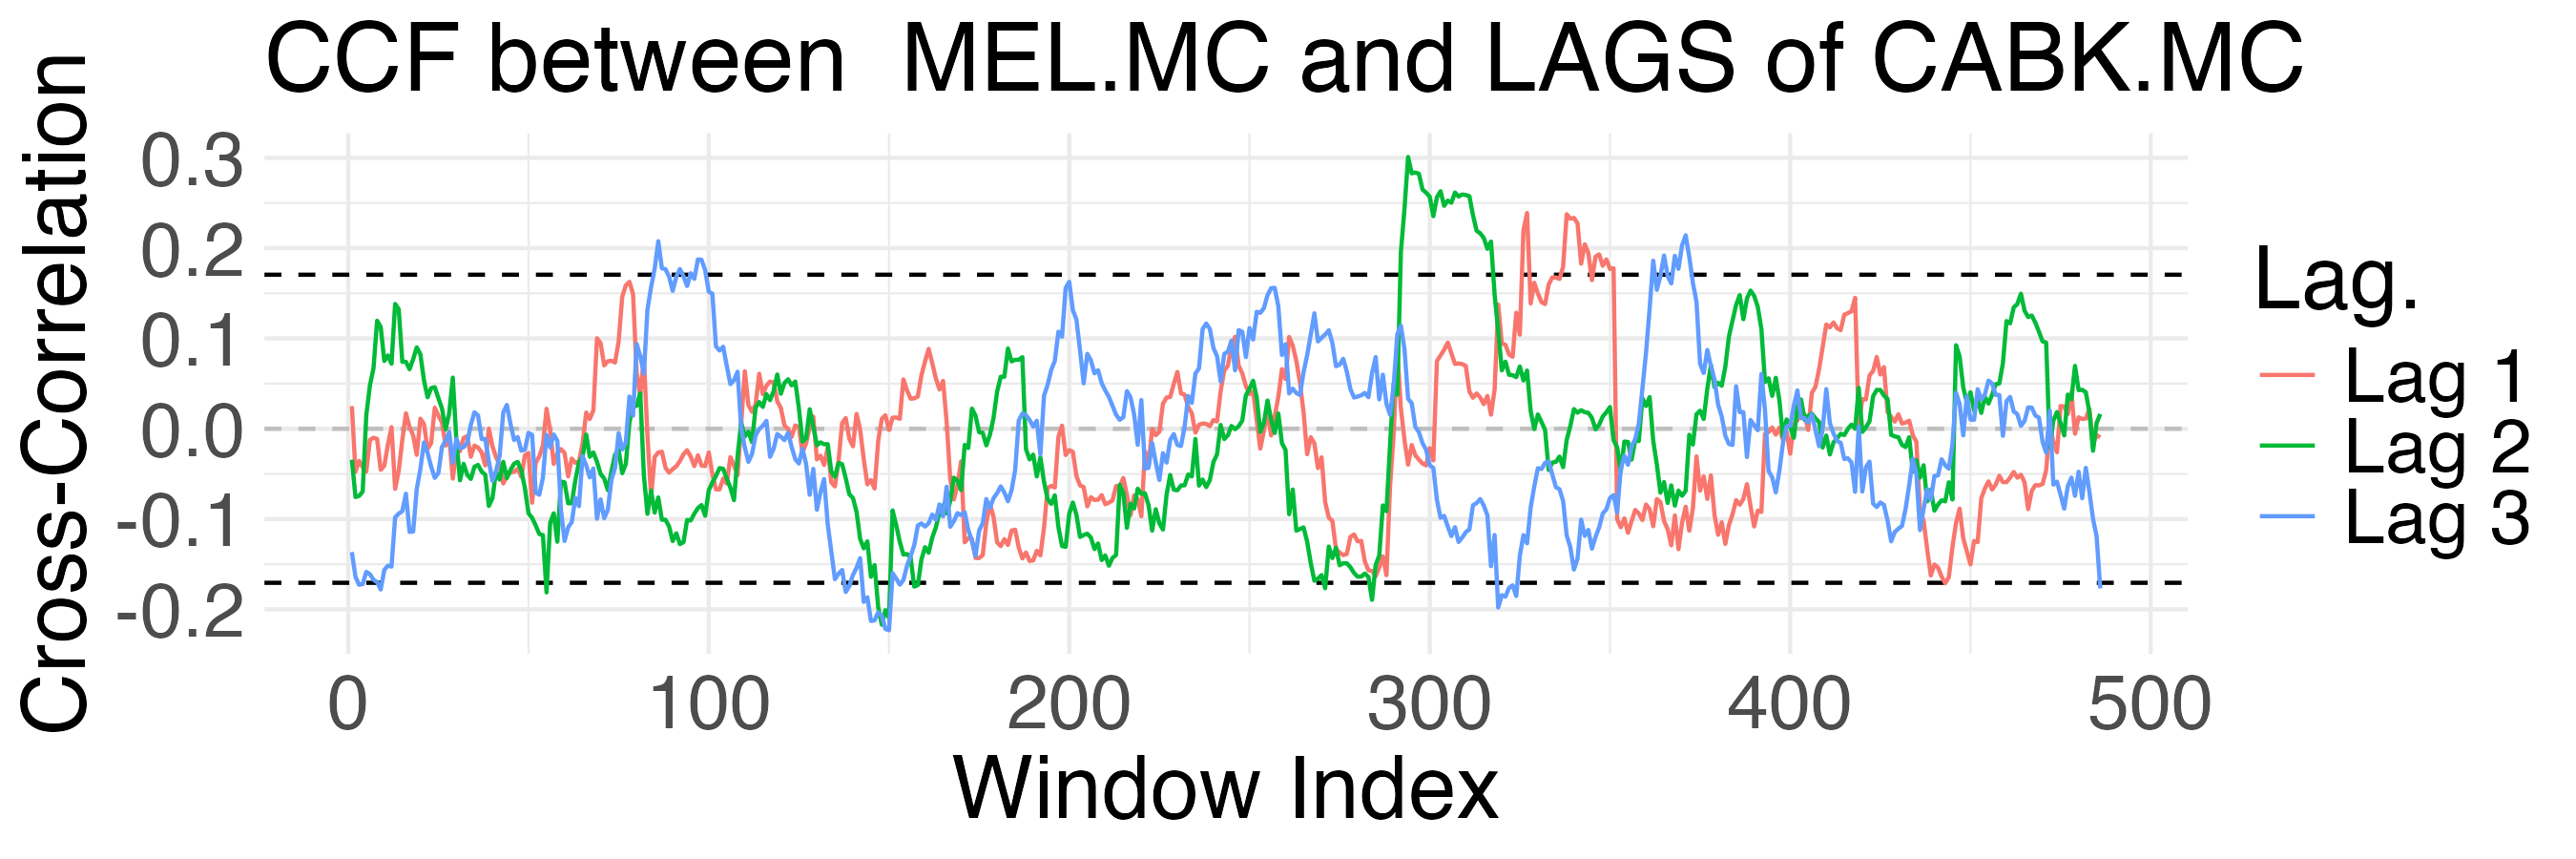 CCF between  MEL.MC and LAGS of CABK.MC
Cross-Correlation
0.3
0.2
0.1
0.0
-0.1
-0.2
0 100 200 300 400 500
Window Index
Lag.
Lag 1
Lag 2
Lag 3